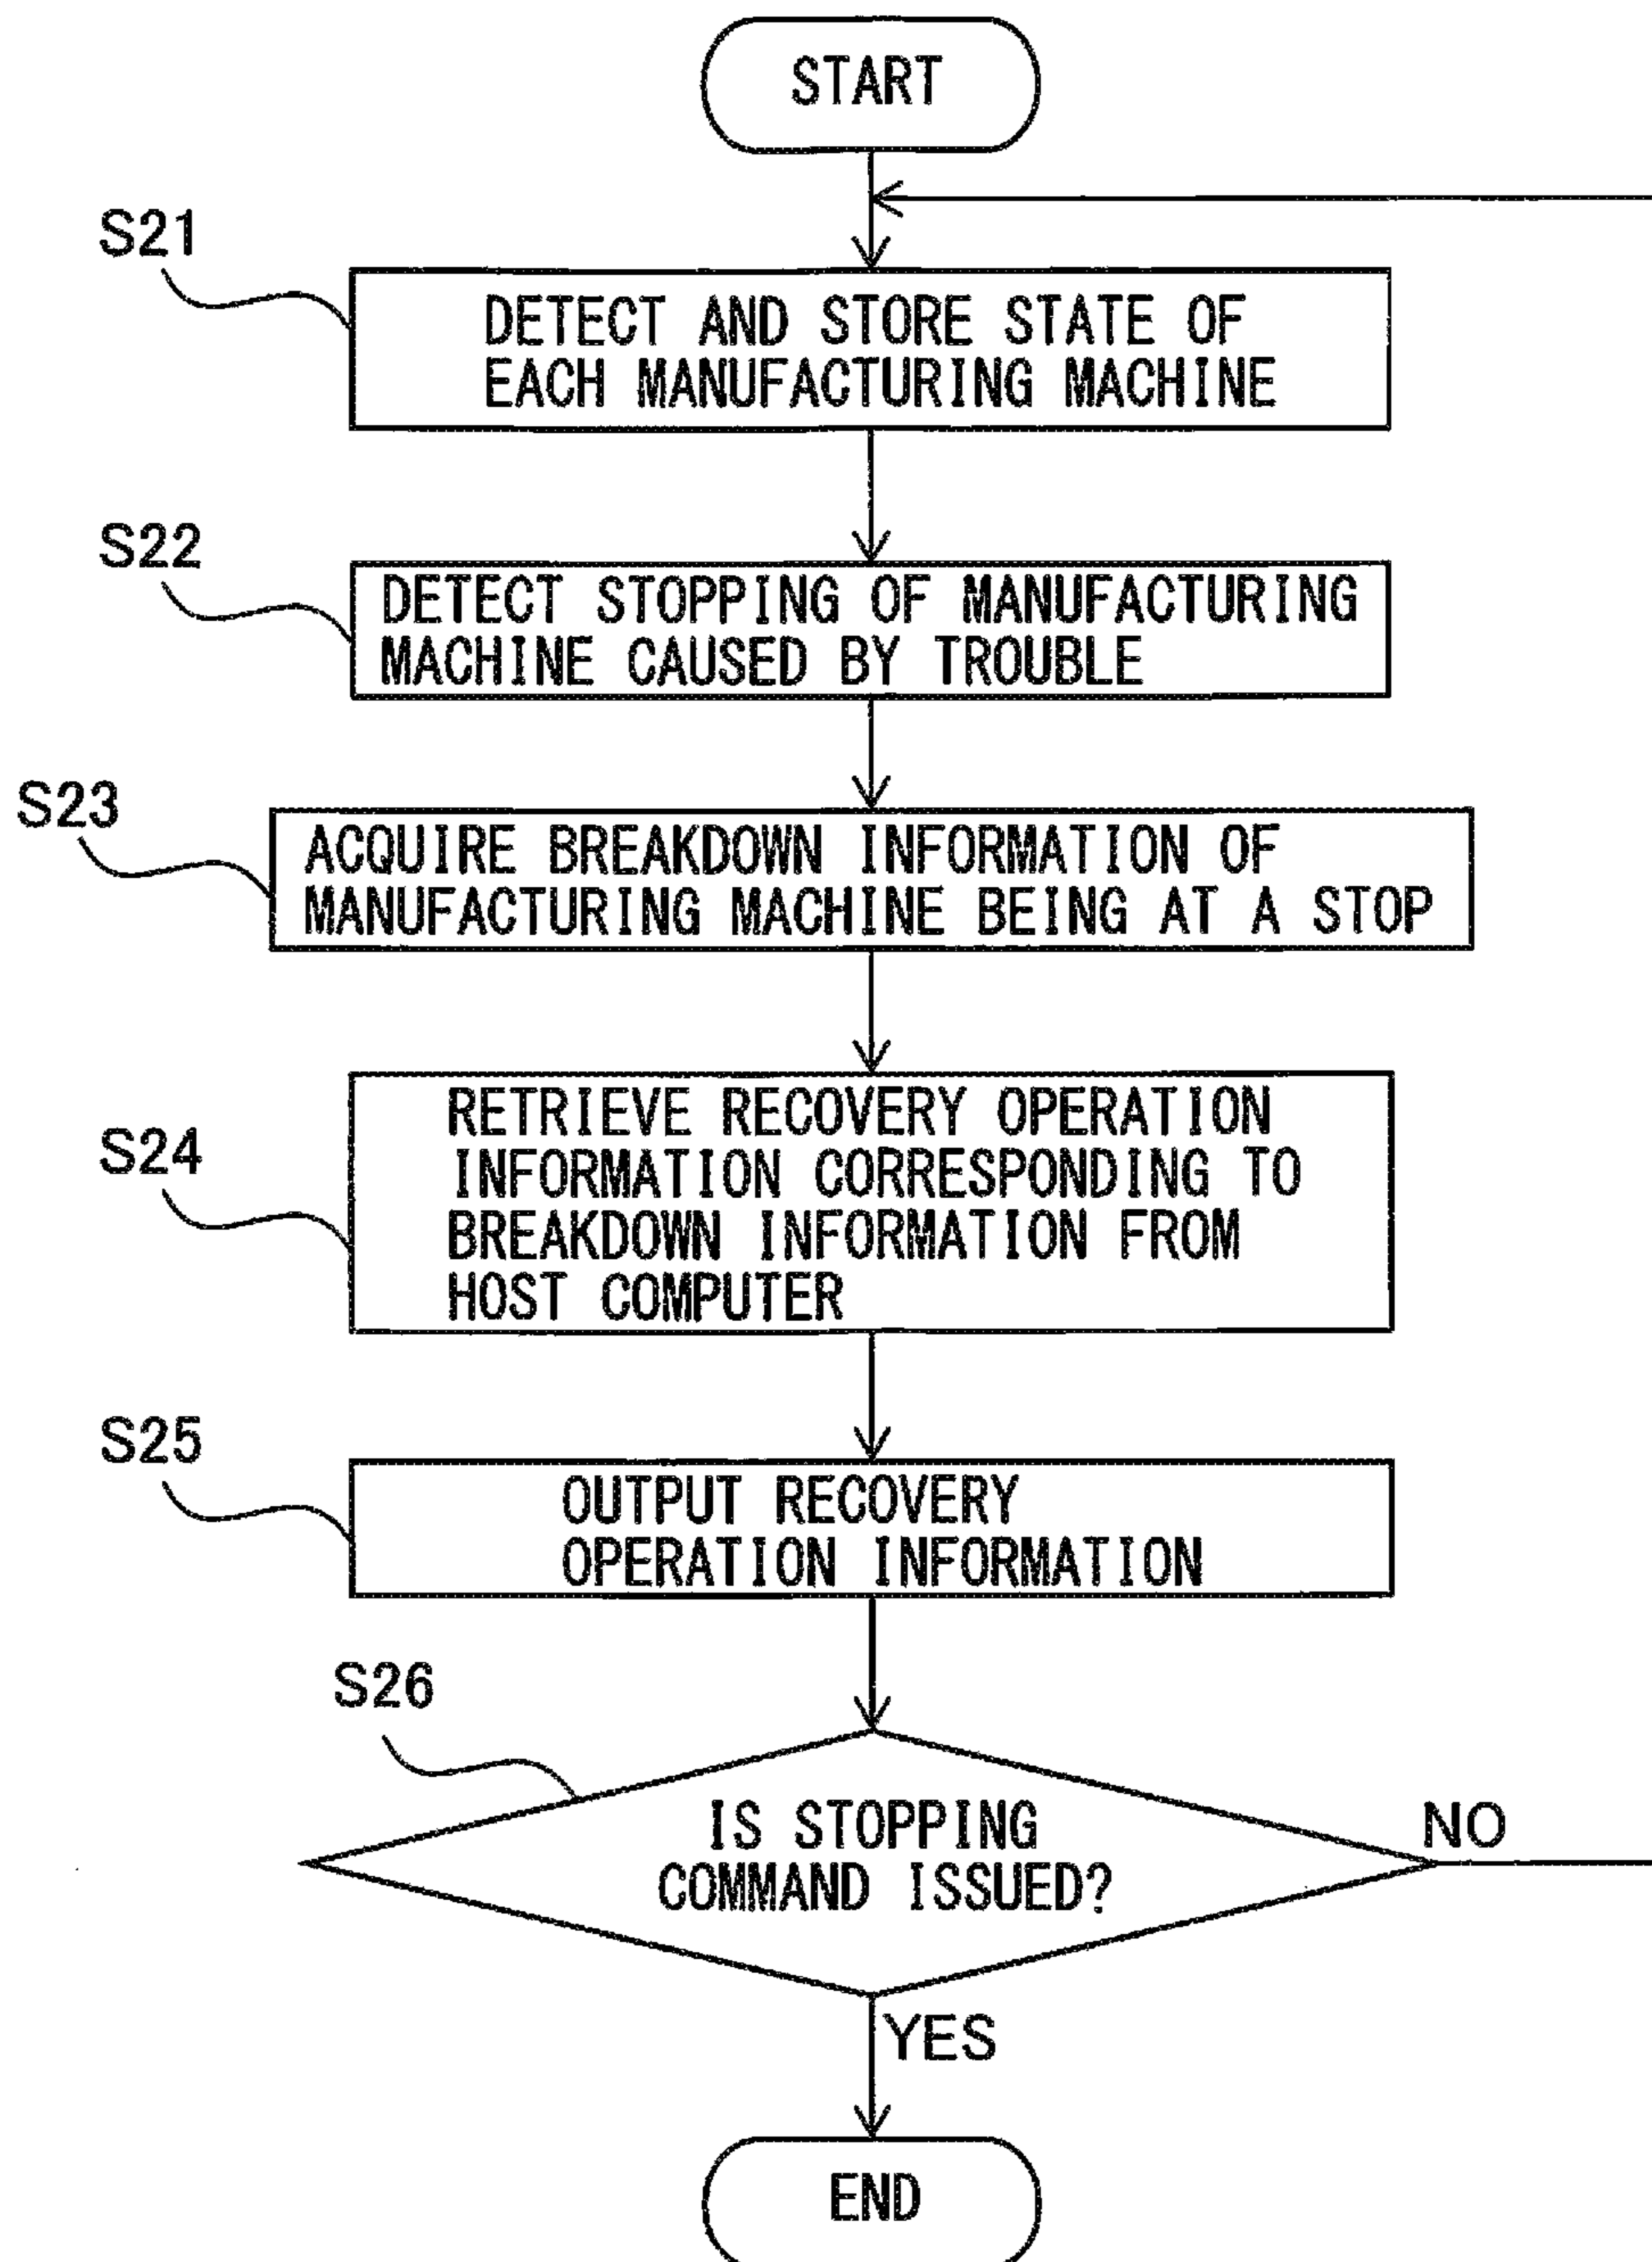 START
S21
DETECT AND STORE STATE OF
EACH MANUFACTURING MACHINE
S22
DETECT STOPPING OF MANUFACTURING
MACHINE CAUSED BY TROUBLE
S23
ACQUIRE BREAKDOWN INFORMATION OF
MANUFACTURING MACHINE BEING AT A STOP
S24
RETRIEVE RECOVERY OPERATION
INFORMATION CORRESPONDING TO
BREAKDOWN INFORMATION FROM
HOST COMPUTER
S25
OUTPUT RECOVERY
OPERATION INFORMATION
S26
IS STOPPING
COMMAND ISSUED?
NO
YES
END